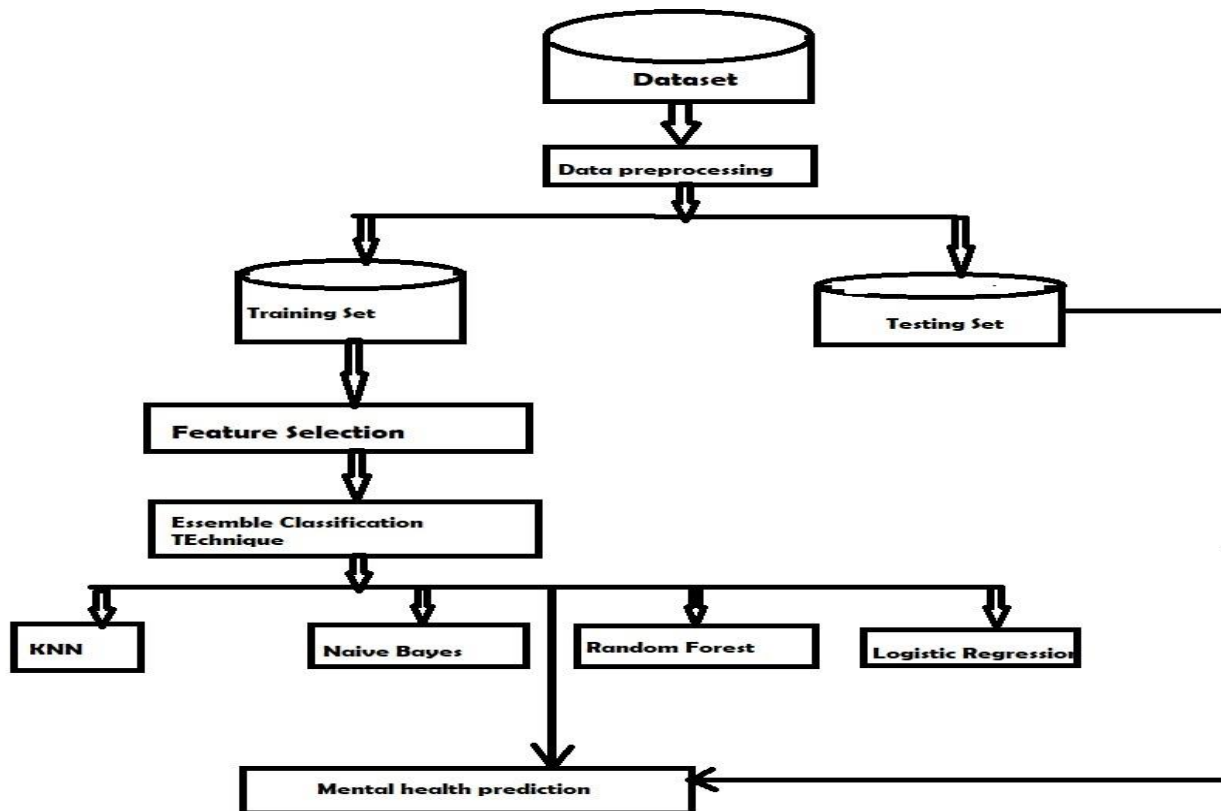 Dataset
Data preprocessing
Training Set
Testing Set
Feature Selection
Essemble Classification
TEchnique
KNN
Naive Bayes
Random Forest
Logistic Regression
Mental health prediction